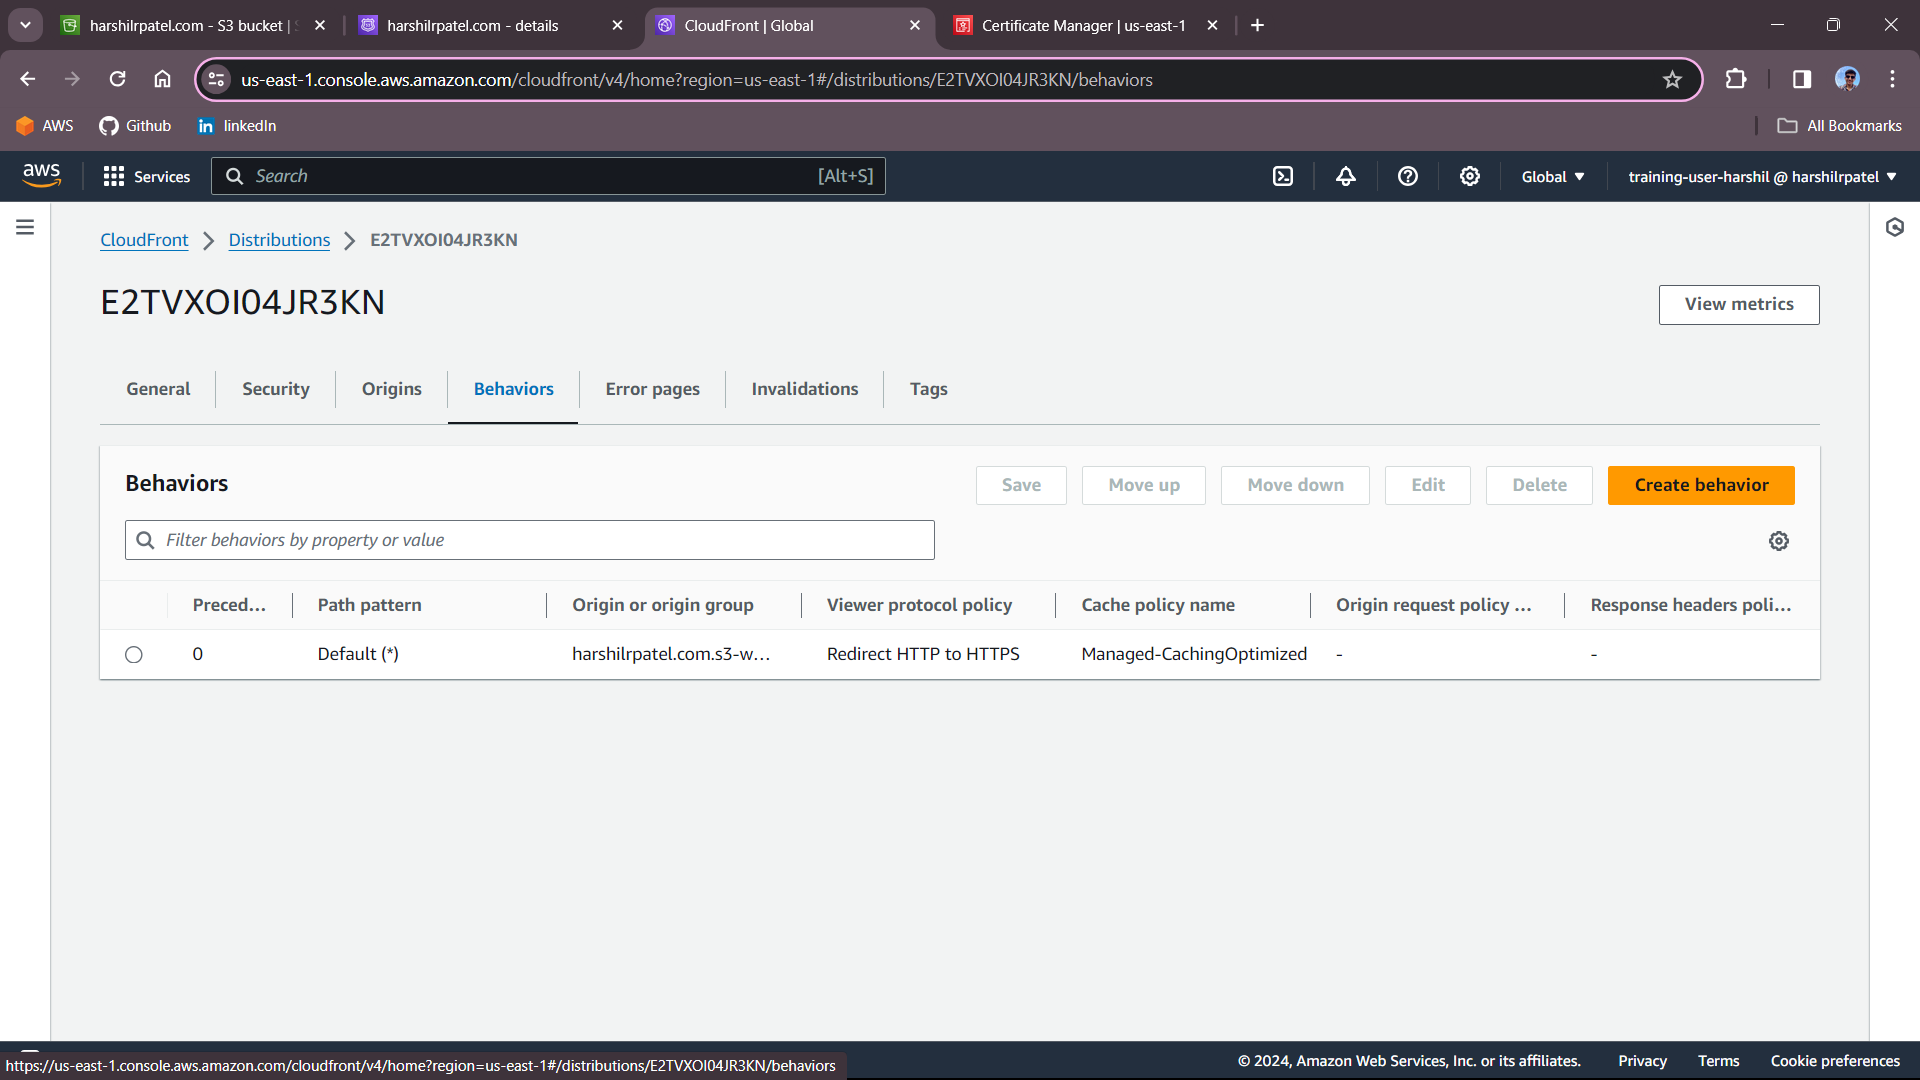 harshilrpatel.com - S3 bucket |
harshilrpatel.com - details
CloudFront | Global
Certificate Manager | us-east-1
us-east-1.console.aws.amazon.com/cloudfront/v4/home?region=us-east-1#/distributions/E2TVXOI04JR3KN/behaviors
AWS
Github
linkedIn
All Bookmarks
aws
Services
Search
[Alt+S]
Global
training-user-harshil @ harshilrpatel
CloudFront
Distributions
E2TVXOI04JR3KN
E2TVXOI04JR3KN
View metrics
General
Security
Origins
Behaviors
Error pages
Invalidations
Tags
Behaviors
Save
Move up
Move down
Edit
Delete
Create behavior
Filter behaviors by property or value
Preced...
Path pattern
Origin or origin group
Viewer protocol policy
Cache policy name
Origin request policy ...
Response headers poli...
0
Default (*)
harshilrpatel.com.s3-w...
Redirect HTTP to HTTPS
Managed-CachingOptimized
-
-
https://us-east-1.console.aws.amazon.com/cloudfront/v4/home?region=us-east-1#/distributions/E2TVXOI04JR3KN/behaviors
© 2024, Amazon Web Services, Inc. or its affiliates.
Privacy
Terms
Cookie preferences